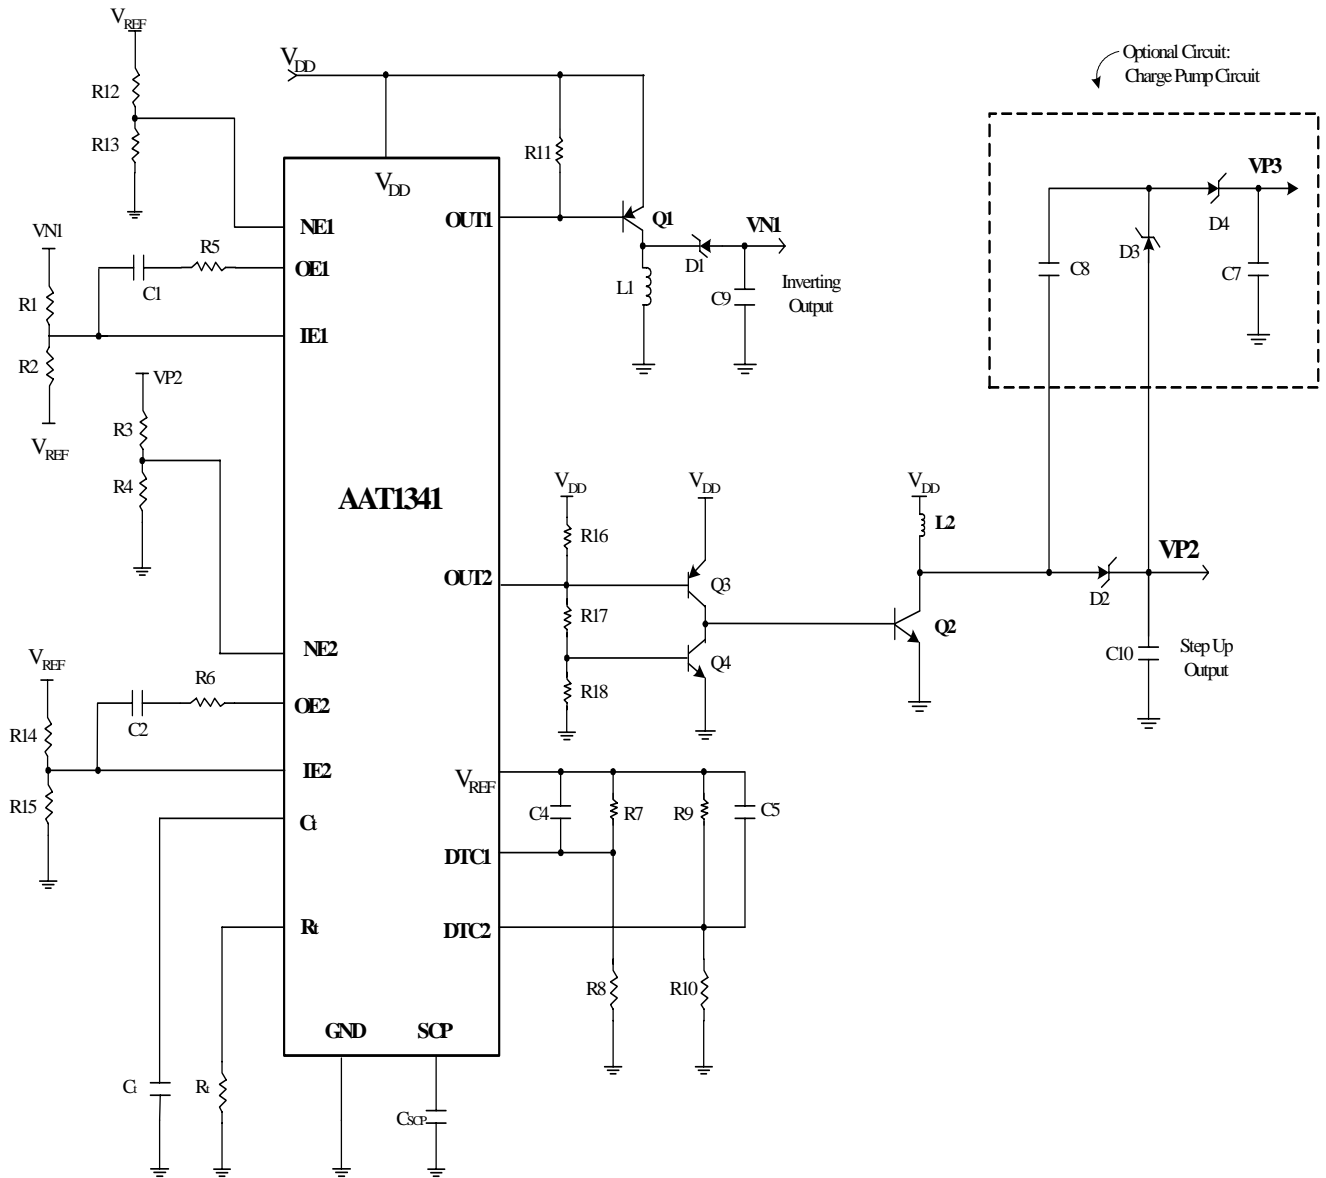 VREF
R12
R13
VDD
Optional Circuit:
Charge Pump Circuit
VDD
R11
OUT1
Q1
VN1
D1
L1
C9
Inverting
Output
VP3
D4
D3
C8
C7
NE1
VN1
R5
OE1
C1
R1
IE1
R2
VREF
VP2
R3
R4
AAT1341
VDD
VDD
VDD
R16
L2
OUT2
Q3
VP2
D2
R17
Q2
Q4
R18
C10
Step Up
Output
NE2
VREF
R6
OE2
C2
R14
IE2
R15
VREF
C4
R7
R9
C5
Ct
DTC1
Rt
DTC2
R8
R10
GND
SCP
Ct
Rt
CSCP